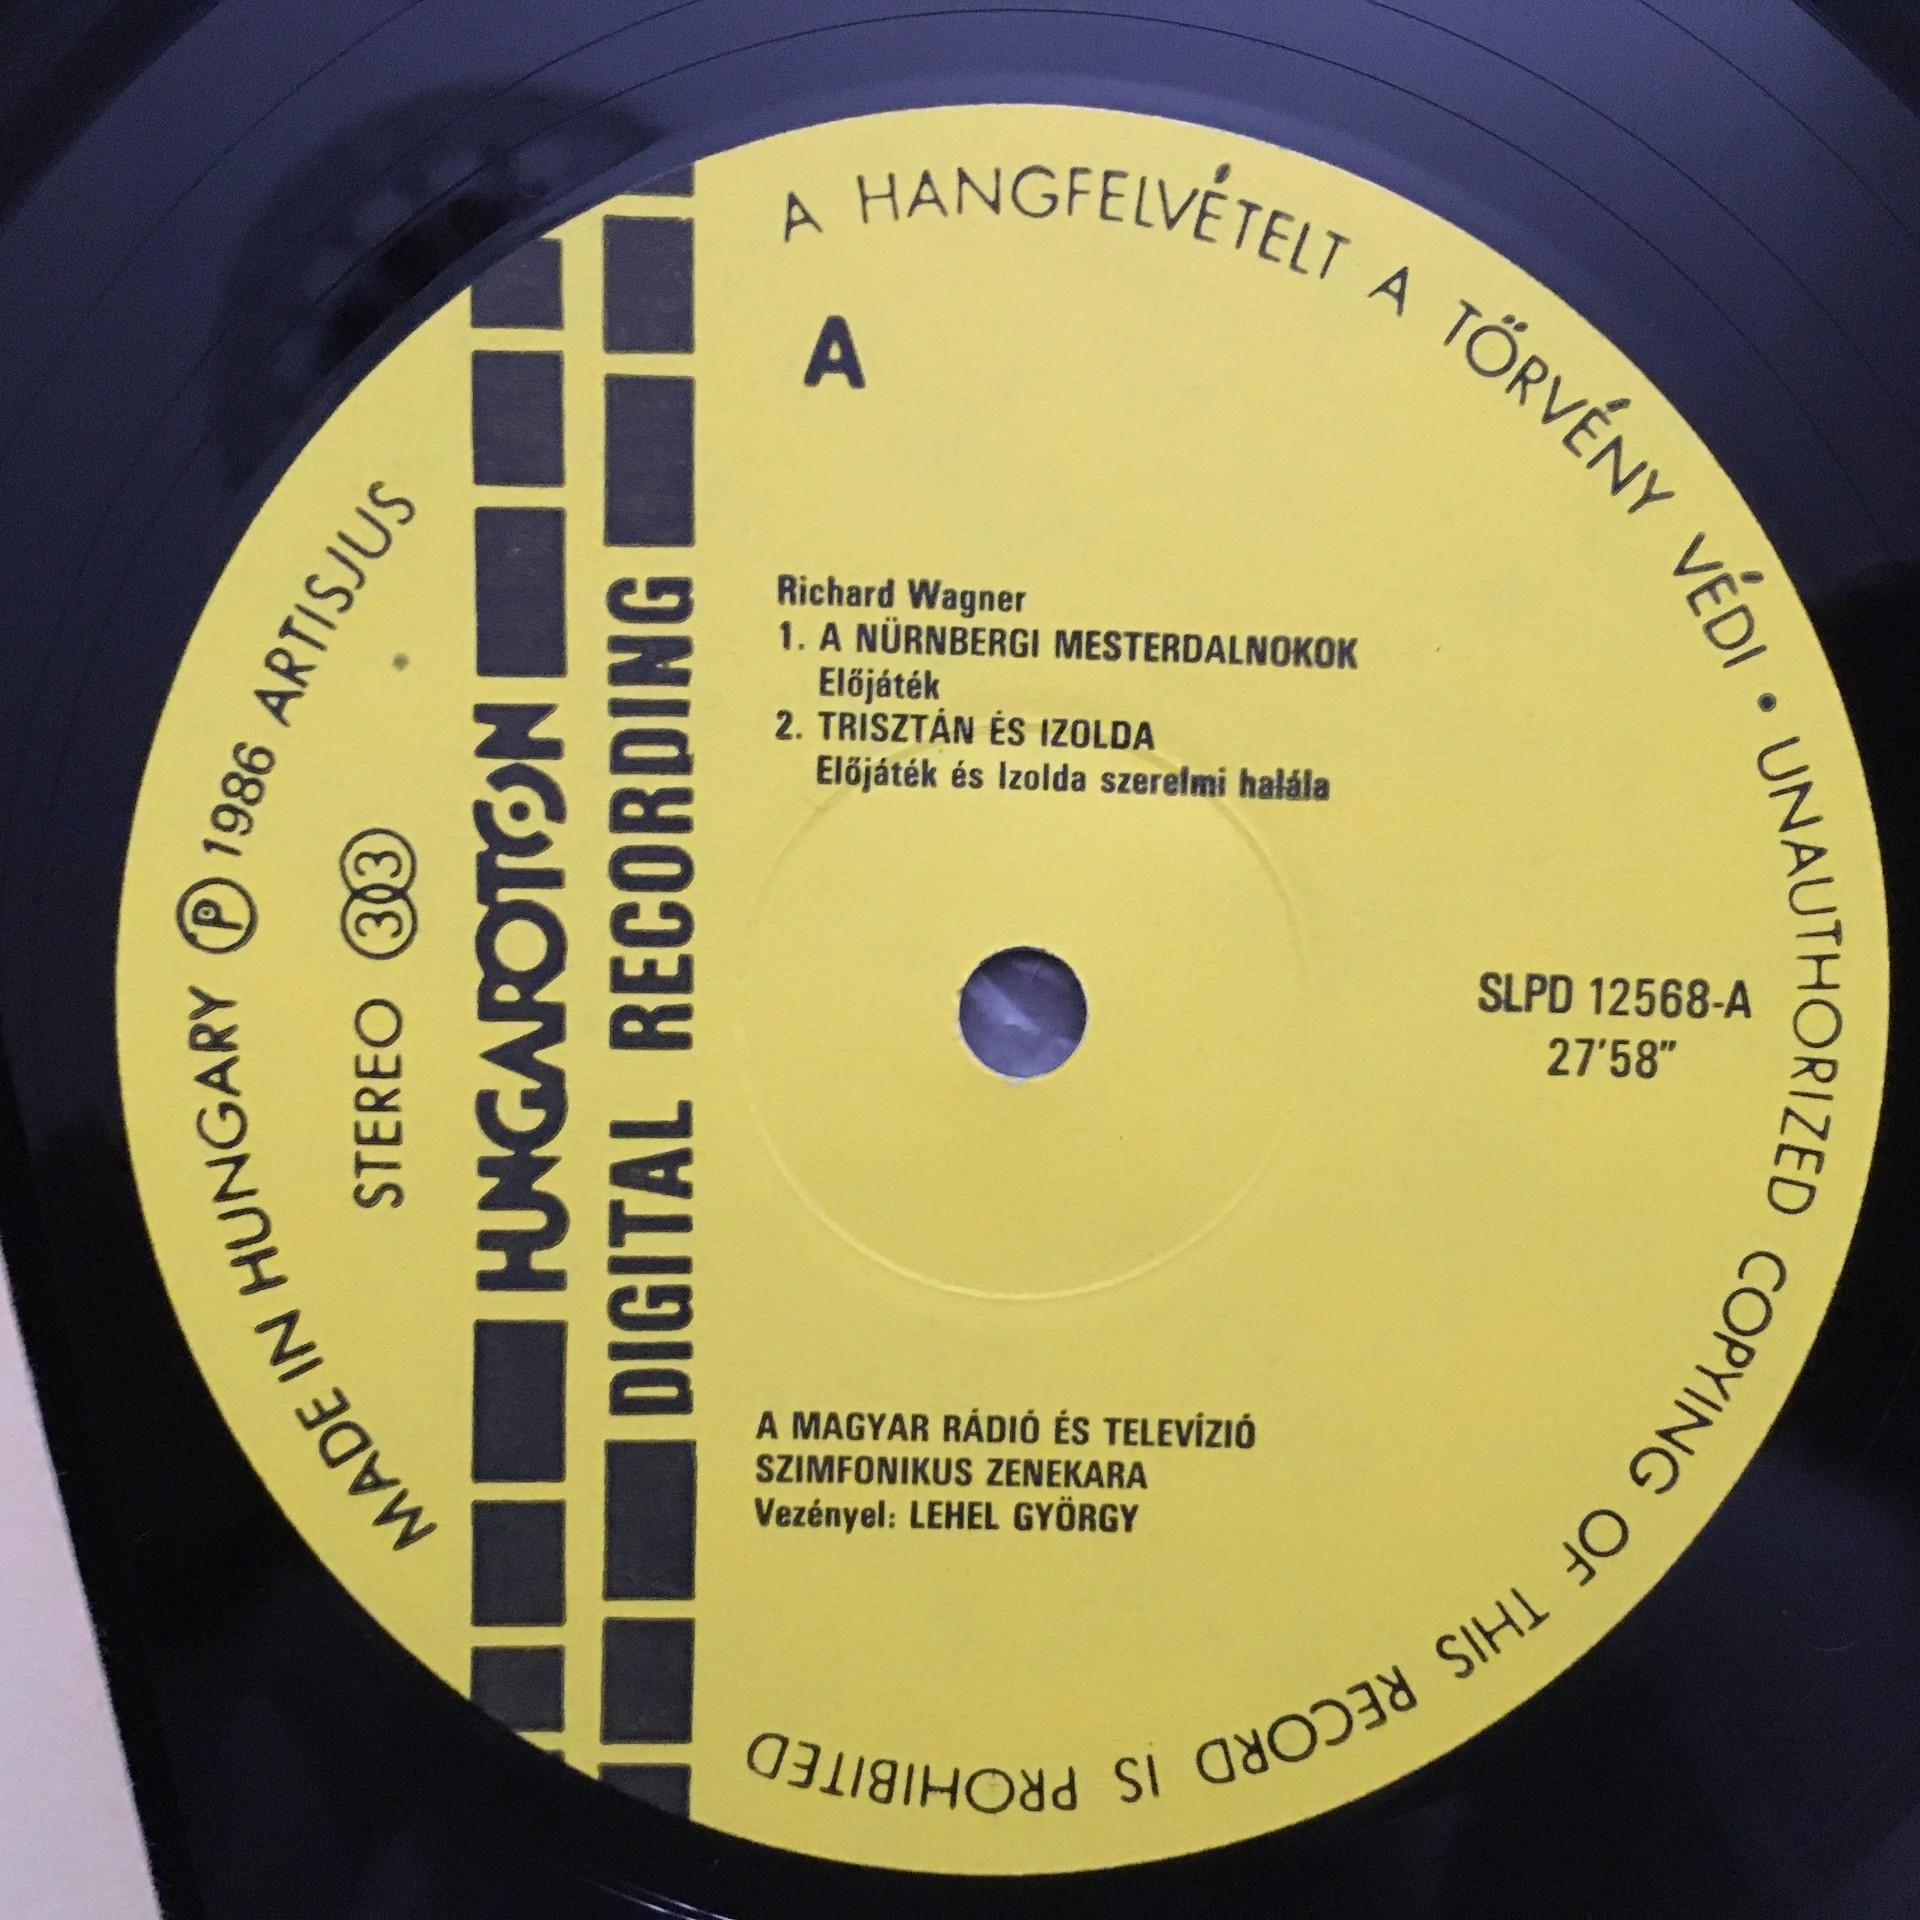 A HANGFELVÉTELT A TÖRVÉNY VÉDI • UNAUTHORIZED COPYING OF THIS RECORD IS PROHIBITED
MADE IN HUNGARY Ⓟ 1986 ARTISJUS
STEREO 33
HUNGAROTON
DIGITAL RECORDING
A
Richard Wagner
1. A NÜRNBERGI MESTERDALNOKOK
Előjáték
2. TRISZTÁN ÉS IZOLDA
Előjáték és Izolda szerelmi halála
SLPD 12568-A
27'58"
A MAGYAR RÁDIÓ ÉS TELEVÍZIÓ
SZIMFONIKUS ZENEKARA
Vezényel: LEHEL GYÖRGY